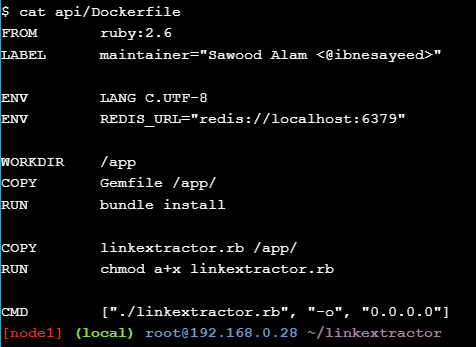 $ cat api/Dockerfile
FROM ruby:2.6
LABEL maintainer="Sawood Alam <@ibnesayeed>"
ENV LANG C.UTF-8
ENV REDIS_URL="redis://localhost:6379"
WORKDIR /app
COPY Gemfile /app/
RUN bundle install
COPY linkextractor.rb /app/
RUN chmod a+x linkextractor.rb
CMD ["./linkextractor.rb", "-o", "0.0.0.0"]
[node1] (local) root@192.168.0.28 ~/linkextractor